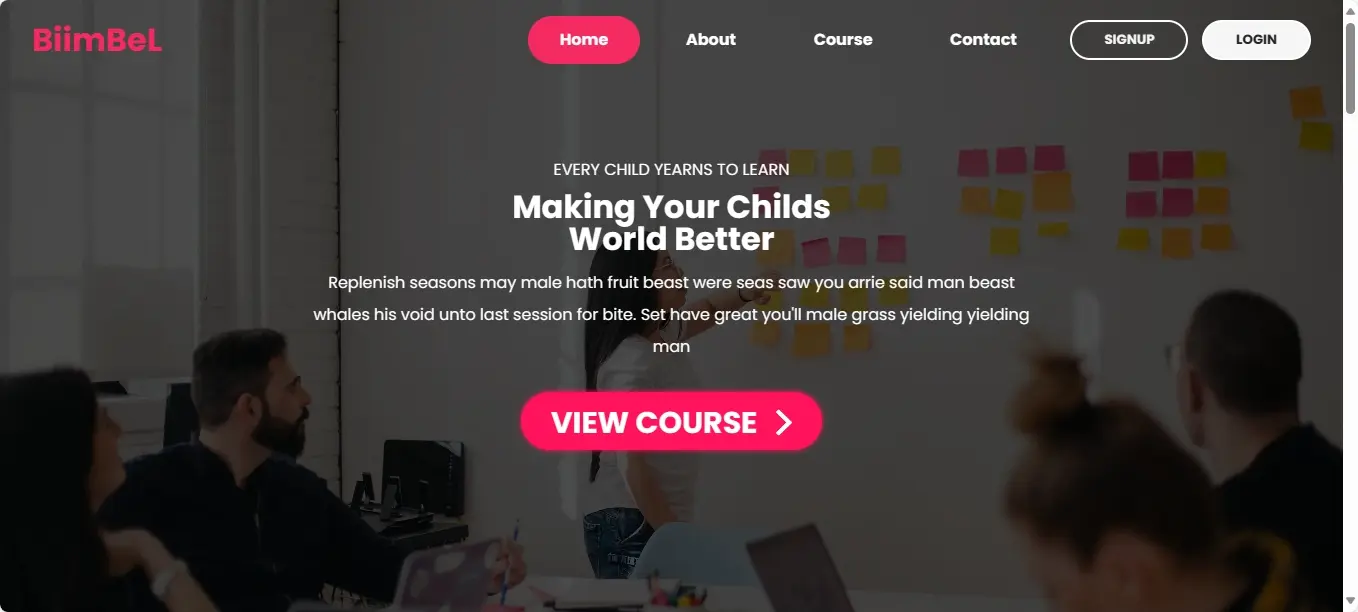 BiimBeL
Home
About
Course
Contact
SIGNUP
LOGIN
EVERY CHILD YEARNS TO LEARN
Making Your Childs
World Better
Replenish seasons may male hath fruit beast were seas saw you arrie said man beast
whales his void unto last session for bite. Set have great you'll male grass yielding yielding
man
VIEW COURSE